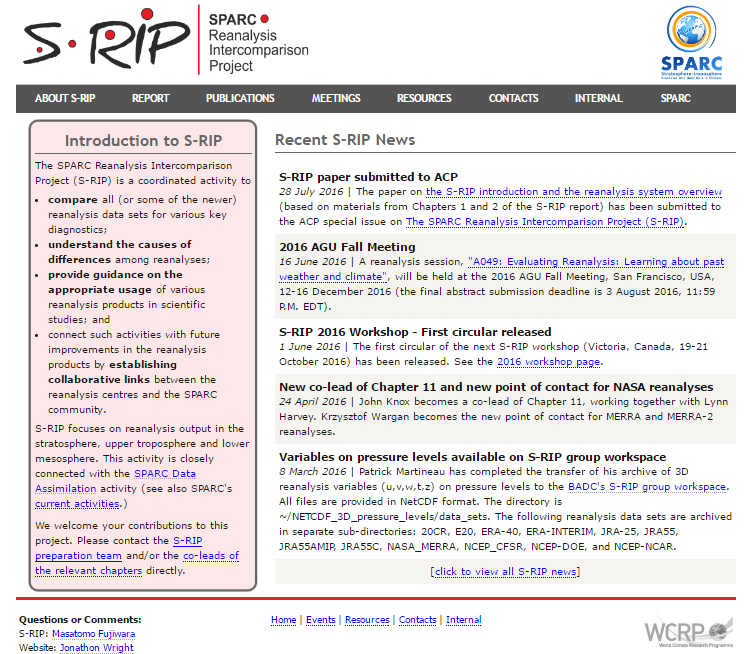 S-RIP
SPARC
Reanalysis
Intercomparison
Project
SPARC
Stratosphere-troposphere
Processes And their Role in Climate
ABOUT S-RIP REPORT PUBLICATIONS MEETINGS RESOURCES CONTACTS INTERNAL SPARC
Introduction to S-RIP
The SPARC Reanalysis Intercomparison
Project (S-RIP) is a coordinated activity to
• compare all (or some of the newer)
reanalysis data sets for various key
diagnostics;
• understand the causes of
differences among reanalyses;
• provide guidance on the
appropriate usage of various
reanalysis products in scientific
studies; and
• connect such activities with future
improvements in the reanalysis
products by establishing
collaborative links between the
reanalysis centres and the SPARC
community.
S-RIP focuses on reanalysis output in the
stratosphere, upper troposphere and lower
mesosphere. This activity is closely
connected with the SPARC Data
Assimilation activity (see also SPARC's
current activities.)
We welcome your contributions to this
project. Please contact the S-RIP
preparation team and/or the co-leads of
the relevant chapters directly.
Recent S-RIP News
S-RIP paper submitted to ACP
28 July 2016 | The paper on the S-RIP introduction and the reanalysis system overview
(based on materials from Chapters 1 and 2 of the S-RIP report) has been submitted to
the ACP special issue on The SPARC Reanalysis Intercomparison Project (S-RIP).
2016 AGU Fall Meeting
16 June 2016 | A reanalysis session, "A049: Evaluating Reanalysis: Learning about past
weather and climate", will be held at the 2016 AGU Fall Meeting, San Francisco, USA,
12-16 December 2016 (the final abstract submission deadline is 3 August 2016, 11:59
P.M. EDT).
S-RIP 2016 Workshop - First circular released
1 June 2016 | The first circular of the next S-RIP workshop (Victoria, Canada, 19-21
October 2016) has been released. See the 2016 workshop page.
New co-lead of Chapter 11 and new point of contact for NASA reanalyses
24 April 2016 | John Knox becomes a co-lead of Chapter 11, working together with Lynn
Harvey. Krzysztof Wargan becomes the new point of contact for MERRA and MERRA-2
reanalyses.
Variables on pressure levels available on S-RIP group workspace
8 March 2016 | Patrick Martineau has completed the transfer of his archive of 3D
reanalysis variables (u,v,w,t,z) on pressure levels to the BADC's S-RIP group workspace.
All files are provided in NetCDF format. The directory is
~/NETCDF_3D_pressure_levels/data_sets. The following reanalysis data sets are archived
in separate sub-directories: 20CR, E20, ERA-40, ERA-INTERIM, JRA-25, JRA55,
JRA55AMIP, JRA55C, NASA_MERRA, NCEP_CFSR, NCEP-DOE, and NCEP-NCAR.
[click to view all S-RIP news]
Questions or Comments:
S-RIP: Masatomo Fujiwara
Website: Jonathon Wright
Home | Events | Resources | Contacts | Internal
WCRP
World Climate Research Programme